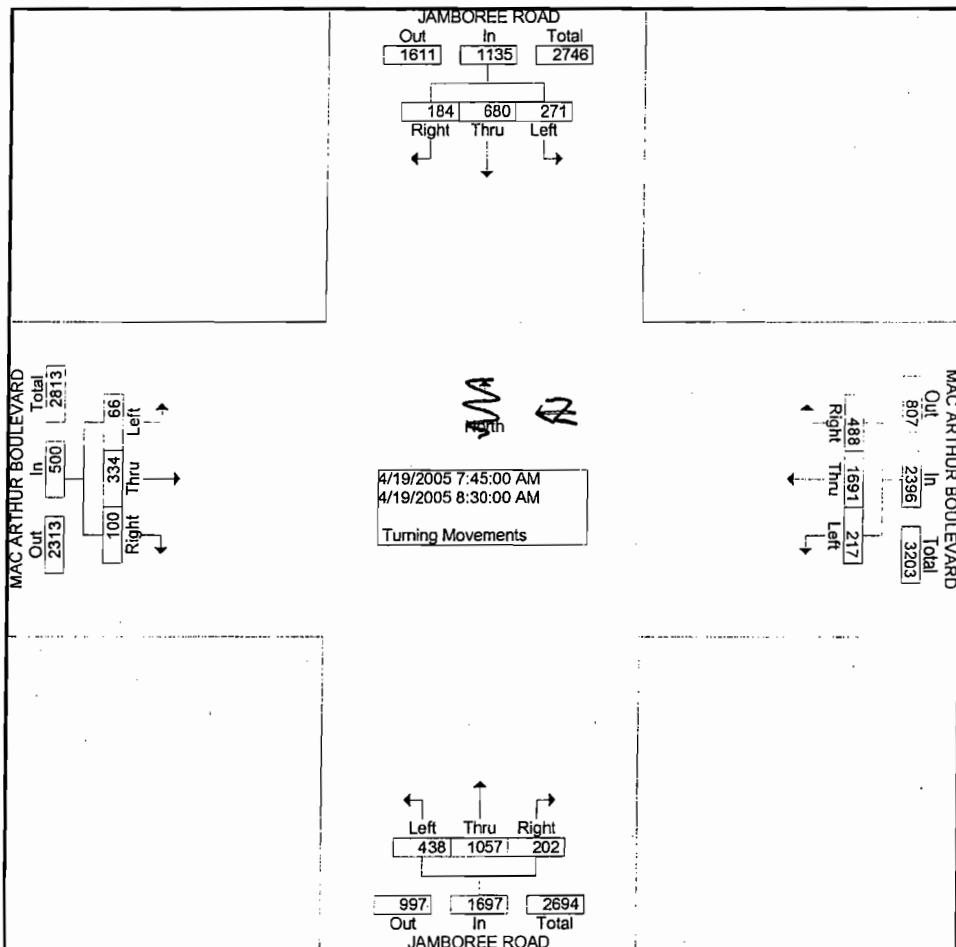 JAMBOREE ROAD
Out In Total
1611 1135 2746
184 680 271
Right Thru Left
MAC ARTHUR BOULEVARD
Out In Total
2313 500 2813
100 334 66
Right Thru Left
North
4/19/2005 7:45:00 AM
4/19/2005 8:30:00 AM
Turning Movements
Right Thru Left
488 1691 217
Out In Total
807 2396 3203
MAC ARTHUR BOULEVARD
Left Thru Right
438 1057 202
997 1697 2694
Out In Total
JAMBOREE ROAD